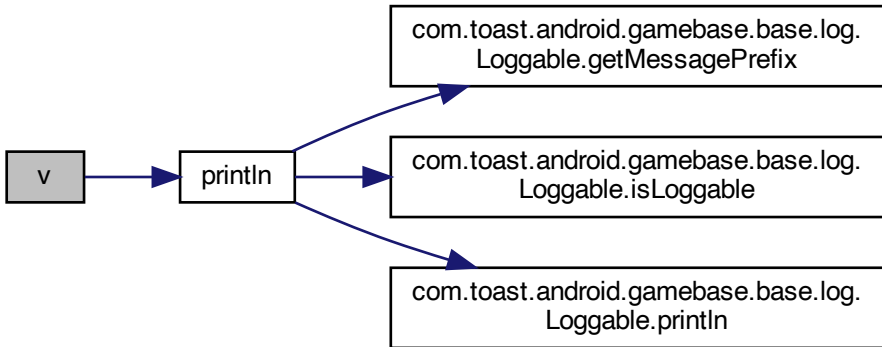 v
println
com.toast.android.gamebase.base.log.
Loggable.getMessagePrefix
com.toast.android.gamebase.base.log.
Loggable.isLoggable
com.toast.android.gamebase.base.log.
Loggable.println